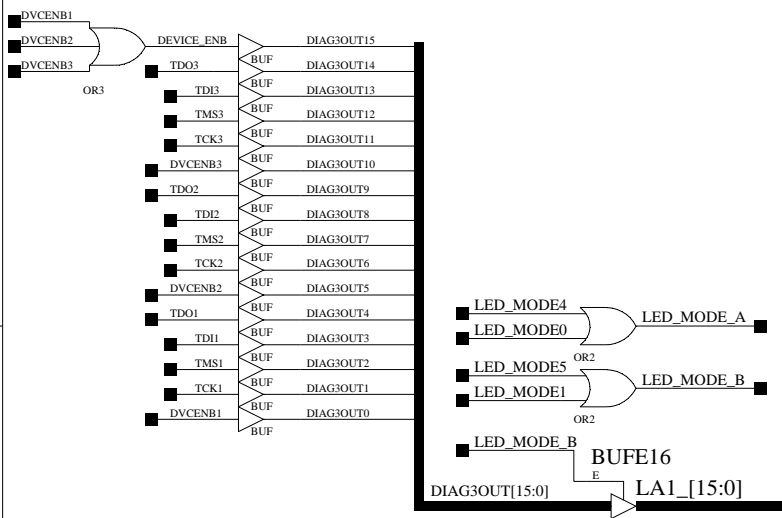 DVCENB1
DVCENB2 DEVICE_ENB DIAG3OUT15
BUF
DVCENB3 TDO3 DIAG3OUT14
BUF
OR3 TDI3 DIAG3OUT13
BUF
TMS3 DIAG3OUT12
BUF
TCK3 DIAG3OUT11
BUF
DVCENB3 DIAG3OUT10
BUF
TDO2 DIAG3OUT9
BUF
TDI2 DIAG3OUT8
BUF
TMS2 DIAG3OUT7
BUF
TCK2 DIAG3OUT6
BUF
DVCENB2 DIAG3OUT5
BUF
TDO1 DIAG3OUT4
BUF
TDI1 DIAG3OUT3
BUF
TMS1 DIAG3OUT2
BUF
TCK1 DIAG3OUT1
BUF
DVCENB1 DIAG3OUT0
BUF
LED_MODE4
LED_MODE_A
LED_MODE0
OR2
LED_MODE5
LED_MODE_B
LED_MODE1
OR2
LED_MODE_B
BUFE16
E
DIAG3OUT[15:0] LA1_[15:0]